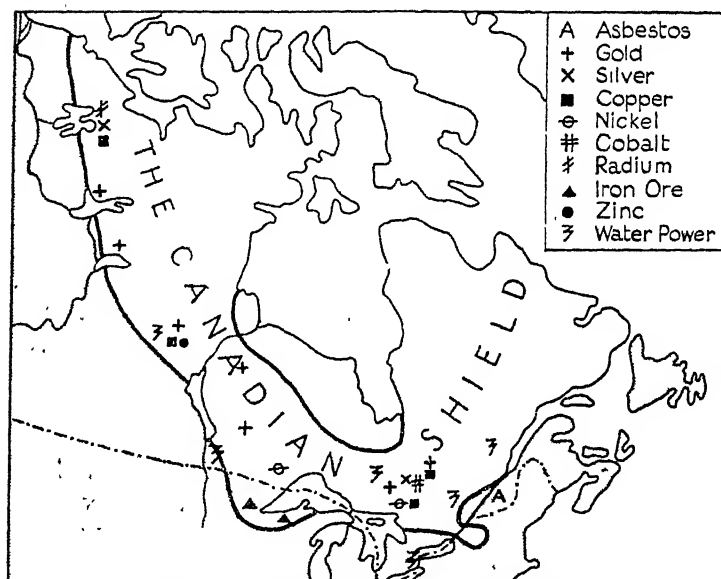 A Asbestos
+ Gold
× Silver
■ Copper
Nickel
Cobalt
Radium
▲ Iron Ore
● Zinc
Water Power
THE CANADIAN SHIELD
A